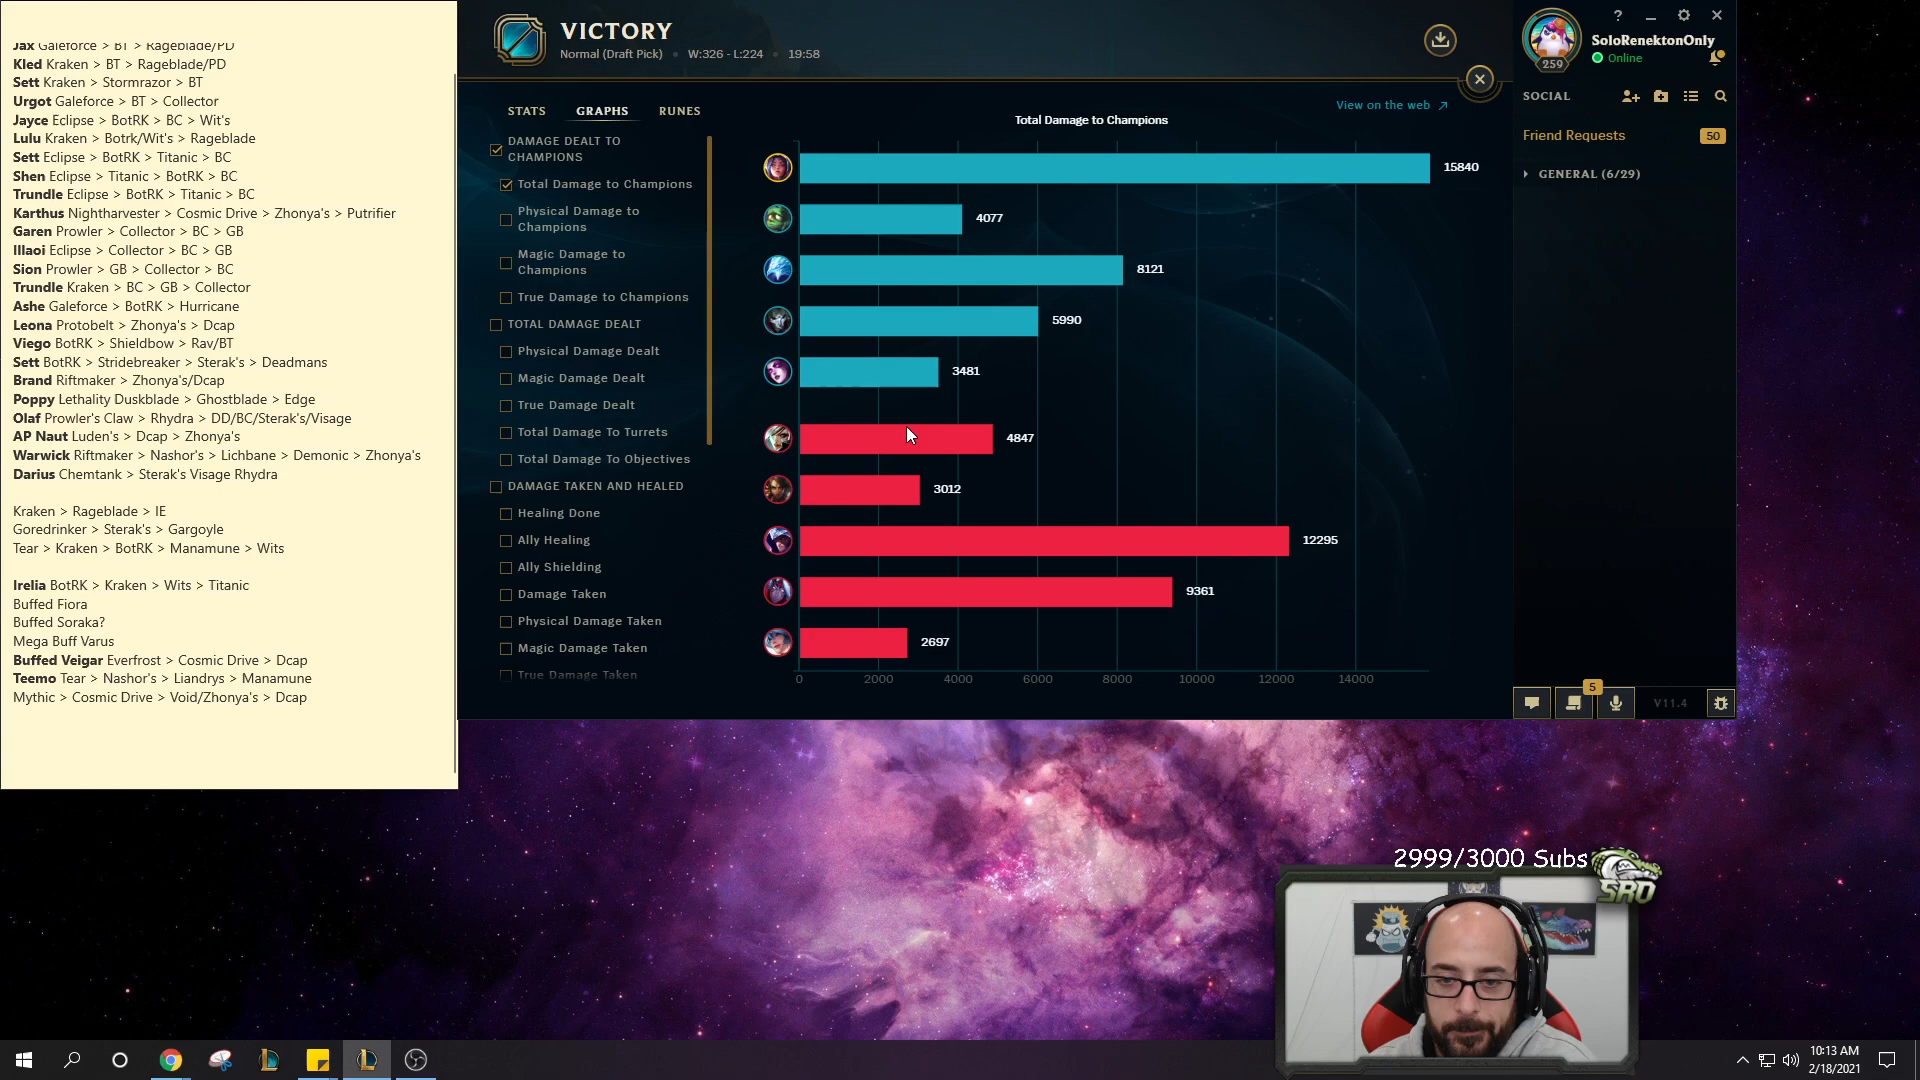 Jax Galeforce > BT > Rageblade/PD
Kled Kraken > BT > Rageblade/PD
Sett Kraken > Stormrazor > BT
Urgot Galeforce > BT > Collector
Jayce Eclipse > BotRK > BC > Wit's
Lulu Kraken > Botrk/Wit's > Rageblade
Sett Eclipse > BotRK > Titanic > BC
Shen Eclipse > Titanic > BotRK > BC
Trundle Eclipse > BotRK > Titanic > BC
Karthus Nightharvester > Cosmic Drive > Zhonya's > Putrifier
Garen Prowler > Collector > BC > GB
Illaoi Eclipse > Collector > BC > GB
Sion Prowler > GB > Collector > BC
Trundle Kraken > BC > GB > Collector
Ashe Galeforce > BotRK > Hurricane
Leona Protobelt > Zhonya's > Dcap
Viego BotRK > Shieldbow > Rav/BT
Sett BotRK > Stridebreaker > Sterak's > Deadmans
Brand Riftmaker > Zhonya's/Dcap
Poppy Lethality Duskblade > Ghostblade > Edge
Olaf Prowler's Claw > Rhydra > DD/BC/Sterak's/Visage
AP Naut Luden's > Dcap > Zhonya's
Warwick Riftmaker > Nashor's > Lichbane > Demonic > Zhonya's
Darius Chemtank > Sterak's Visage Rhydra
Kraken > Rageblade > IE
Goredrinker > Sterak's > Gargoyle
Tear > Kraken > BotRK > Manamune > Wits
Irelia BotRK > Kraken > Wits > Titanic
Buffed Fiora
Buffed Soraka?
Mega Buff Varus
Buffed Veigar Everfrost > Cosmic Drive > Dcap
Teemo Tear > Nashor's > Liandrys > Manamune
Mythic > Cosmic Drive > Void/Zhonya's > Dcap
VICTORY
Normal (Draft Pick) • W:326 - L:224 • 19:58
STATS GRAPHS RUNES
View on the web
DAMAGE DEALT TO
CHAMPIONS
Total Damage to Champions
Physical Damage to
Champions
Magic Damage to
Champions
True Damage to Champions
TOTAL DAMAGE DEALT
Physical Damage Dealt
Magic Damage Dealt
True Damage Dealt
Total Damage To Turrets
Total Damage To Objectives
DAMAGE TAKEN AND HEALED
Healing Done
Ally Healing
Ally Shielding
Damage Taken
Physical Damage Taken
Magic Damage Taken
True Damage Taken
Total Damage to Champions
15840
4077
8121
5990
3481
4847
3012
12295
9361
2697
0 2000 4000 6000 8000 10000 12000 14000
?
259
SoloRenektonOnly
Online
SOCIAL
Friend Requests 50
GENERAL (6/29)
5
V11.4
2999/3000 Subs
SRO
10:13 AM
2/18/2021